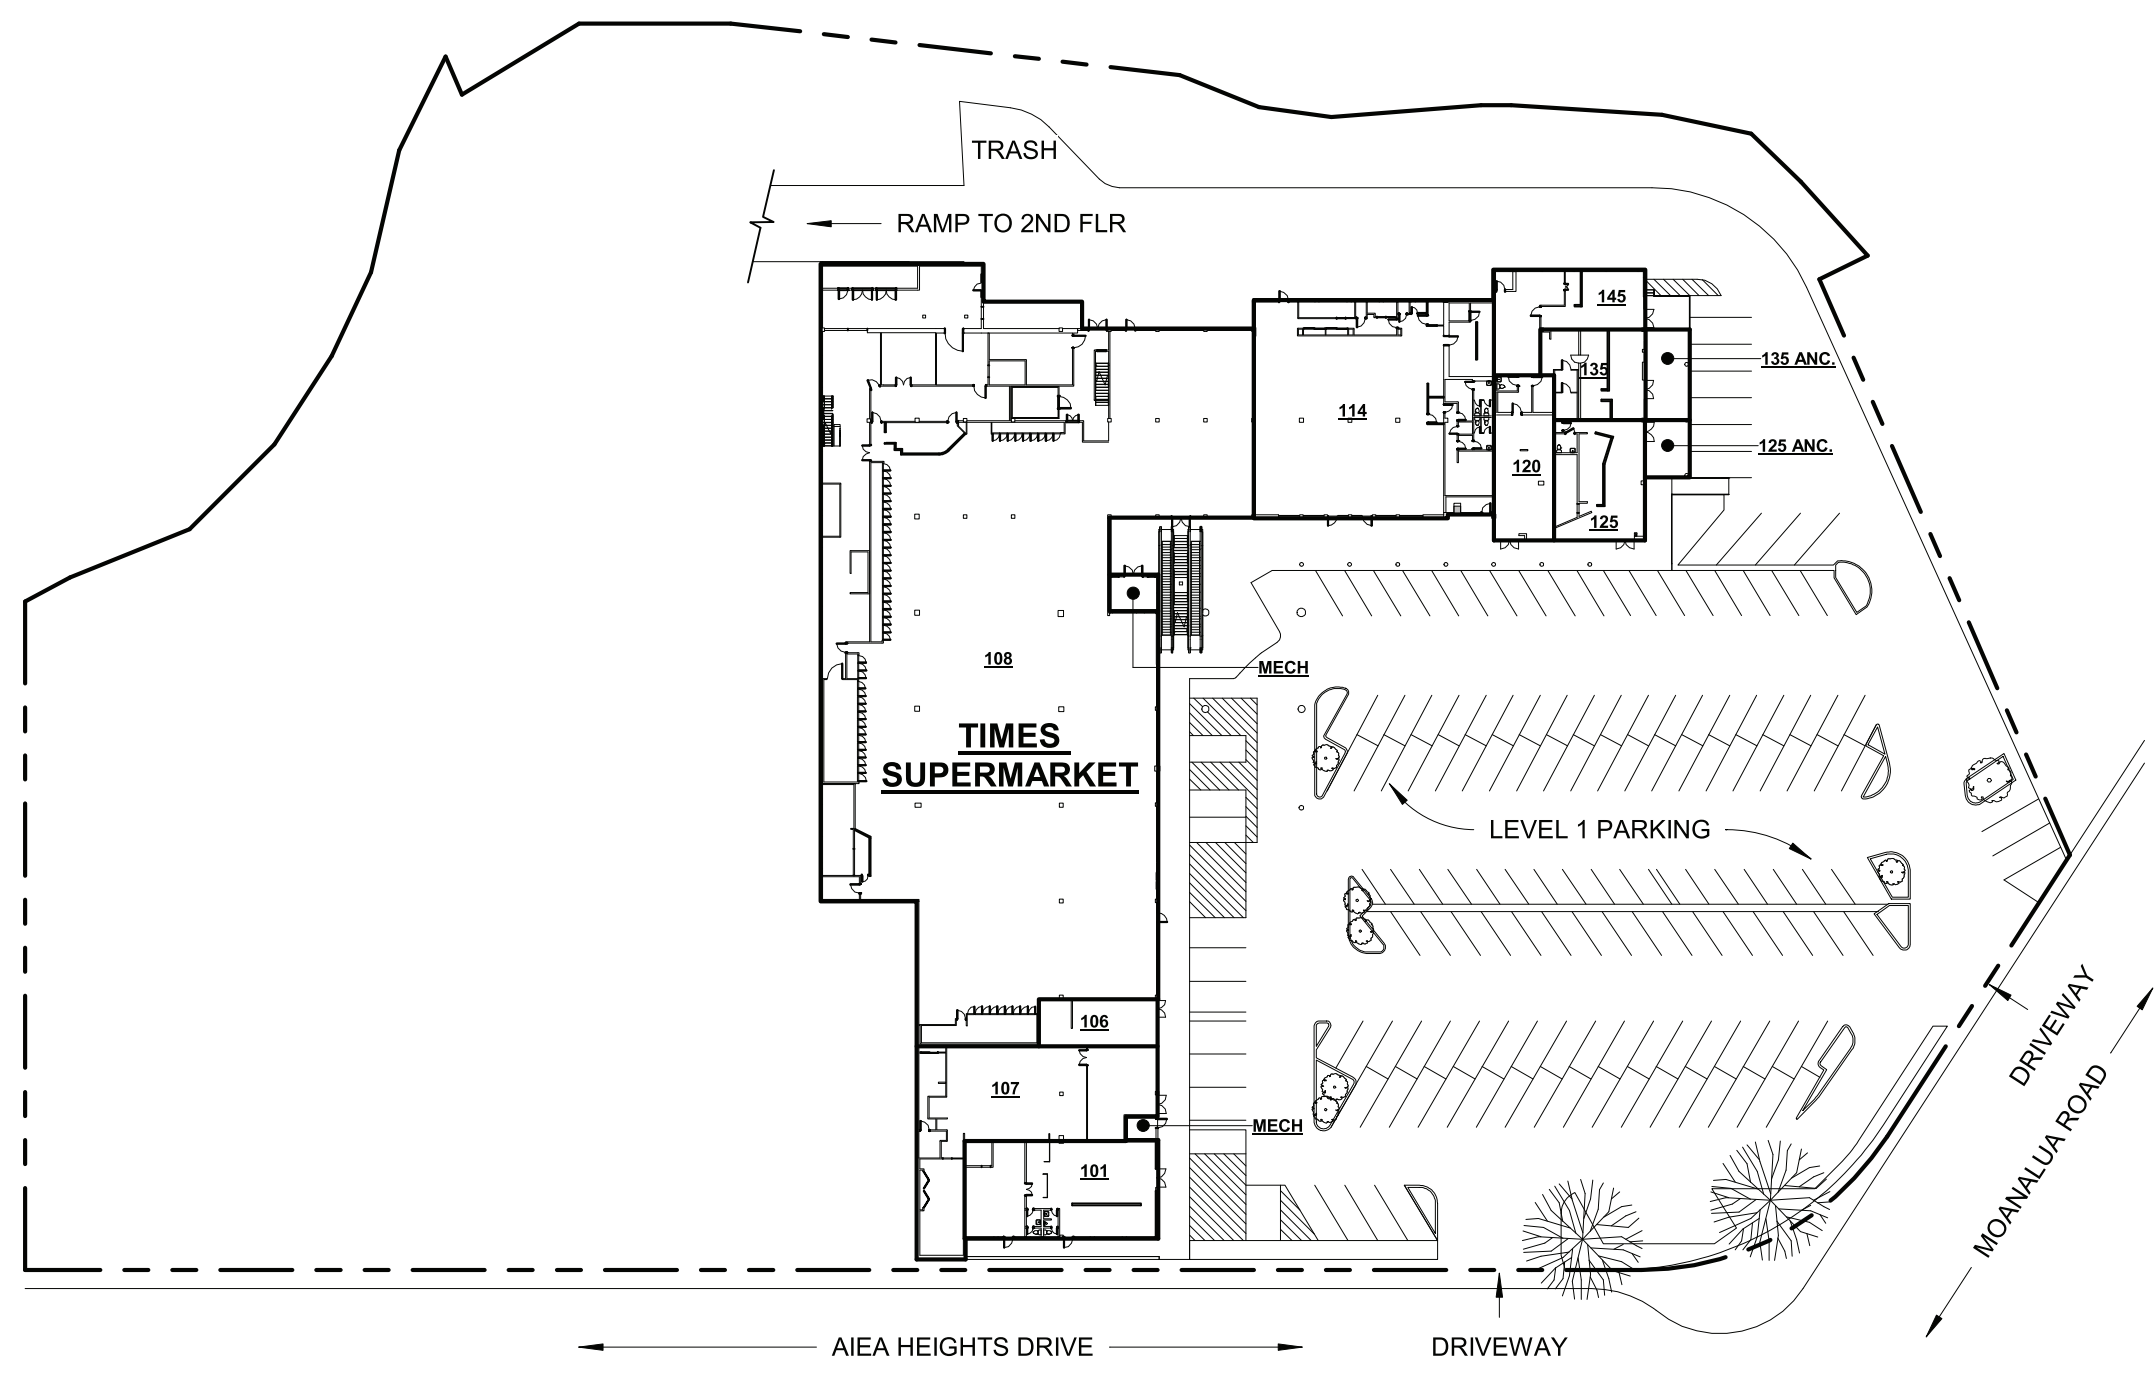 TRASH
RAMP TO 2ND FLR
145
135 ANC.
135
114
125 ANC.
120
125
108
MECH
TIMES
SUPERMARKET
LEVEL 1 PARKING
106
107
MECH
101
DRIVEWAY
MOANALUA ROAD
AIEA HEIGHTS DRIVE
DRIVEWAY